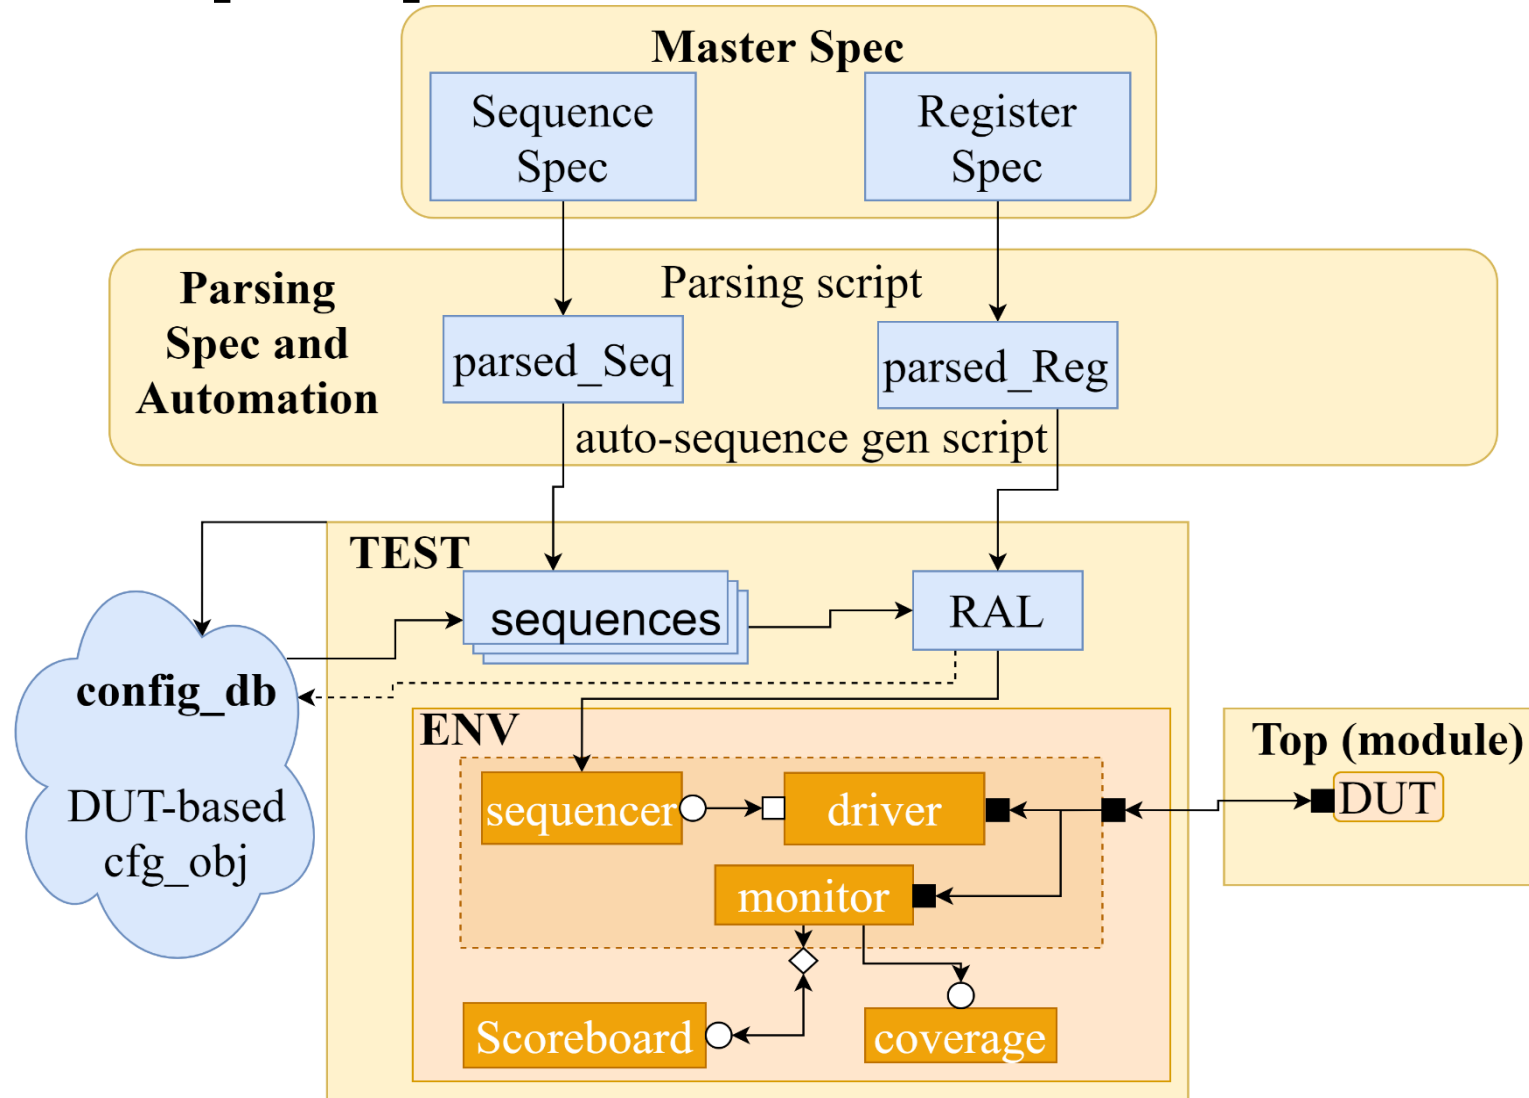 Master Spec
Sequence
Spec
Register
Spec
Parsing
Spec and
Automation
Parsing script
parsed_Seq
parsed_Reg
auto-sequence gen script
TEST
sequences
RAL
config_db
DUT-based
cfg_obj
ENV
sequencer
driver
monitor
Scoreboard
coverage
Top (module)
DUT